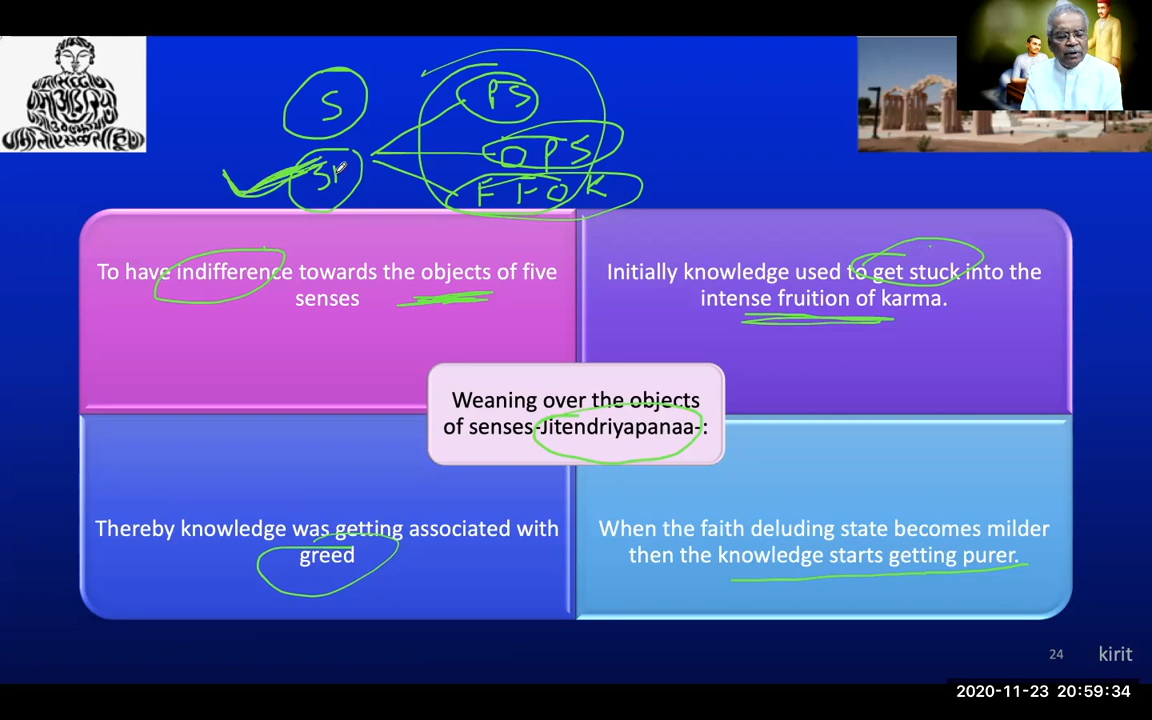 S
PS
OPS
To have indifference towards the objects of five
senses
Initially knowledge used to get stuck into the
intense fruition of karma.
Weaning over the objects
of senses-Jitendriyapanaa-:
Thereby knowledge was getting associated with
greed
When the faith deluding state becomes milder
then the knowledge starts getting purer.
24
kirit
2020-11-23 20:59:34